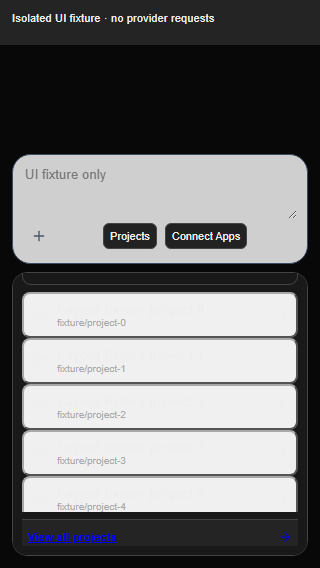 Isolated UI fixture · no provider requests
UI fixture only
+
Projects
Connect Apps
fixture/project-0
fixture/project-1
fixture/project-2
fixture/project-3
fixture/project-4
View all projects